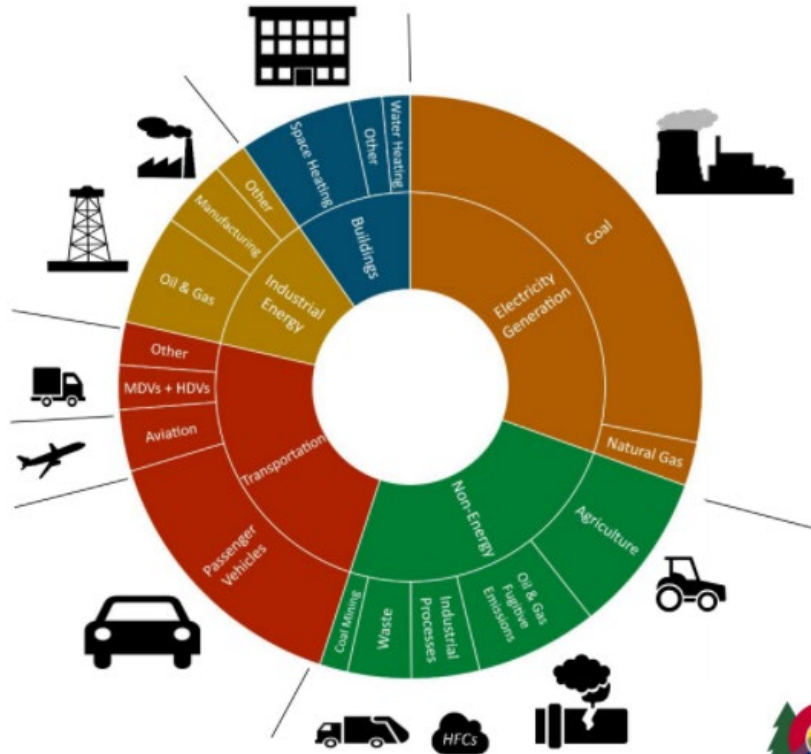 Water Heating
Other
Space Heating
Buildings
Coal
Electricity
Generation
Natural Gas
Other
Manufacturing
Oil & Gas
Industrial
Energy
Other
MDVs + HDVs
Aviation
Transportation
Passenger
Vehicles
Non-Energy
Agriculture
Oil & Gas
Fugitive
Emissions
Industrial
Processes
Waste
Coal Mining
HFCs